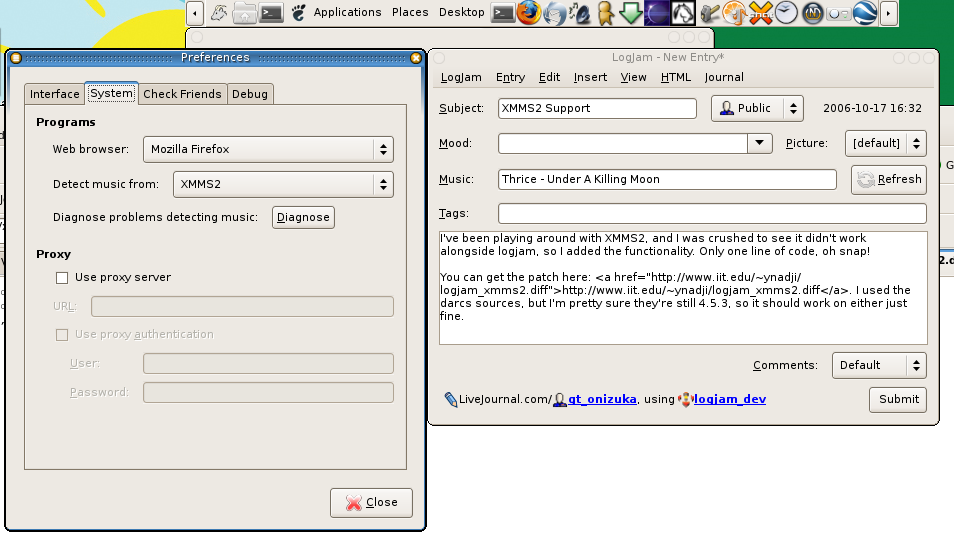 Applications Places Desktop
Preferences
Interface System Check Friends Debug
Programs
Web browser: Mozilla Firefox
Detect music from: XMMS2
Diagnose problems detecting music: Diagnose
Proxy
Use proxy server
URL:
Use proxy authentication
User:
Password:
Close
LogJam - New Entry*
LogJam Entry Edit Insert View HTML Journal
Subject: XMMS2 Support Public 2006-10-17 16:32
Mood: Picture: [default]
Music: Thrice - Under A Killing Moon Refresh
Tags:
I've been playing around with XMMS2, and I was crushed to see it didn't work
alongside logjam, so I added the functionality. Only one line of code, oh snap!
You can get the patch here: <a href="http://www.iit.edu/~ynadji/
logjam_xmms2.diff">http://www.iit.edu/~ynadji/logjam_xmms2.diff</a>. I used the
darcs sources, but I'm pretty sure they're still 4.5.3, so it should work on either just
fine.
Comments: Default
LiveJournal.com/gt_onizuka, using logjam_dev
Submit